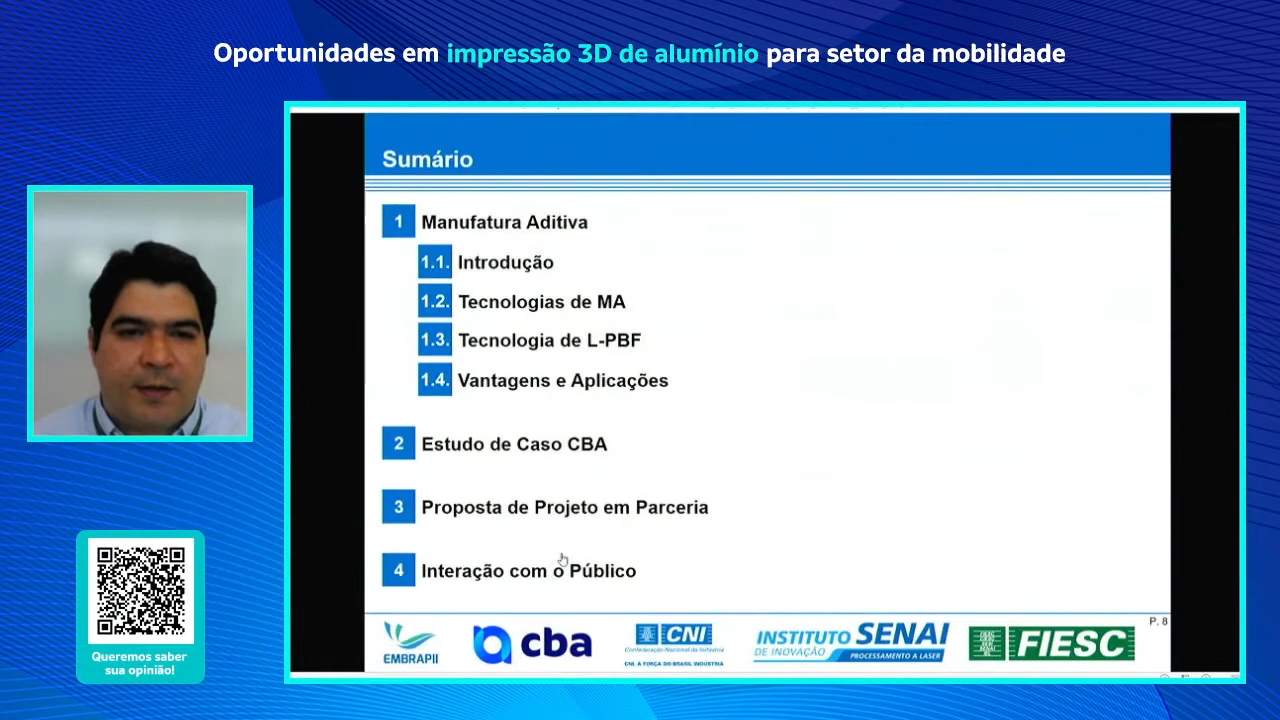 Oportunidades em impressão 3D de alumínio para setor da mobilidade
Sumário
1 Manufatura Aditiva
1.1. Introdução
1.2. Tecnologias de MA
1.3. Tecnologia de L-PBF
1.4. Vantagens e Aplicações
2 Estudo de Caso CBA
3 Proposta de Projeto em Parceria
4 Interação com o Público
P. 8
EMBRAPII
cba
CNI
Confederação Nacional da Indústria
CNI. A FORÇA DO BRASIL INDÚSTRIA
INSTITUTO SENAI
DE INOVAÇÃO PROCESSAMENTO A LASER
FIESC
Queremos saber
sua opinião!